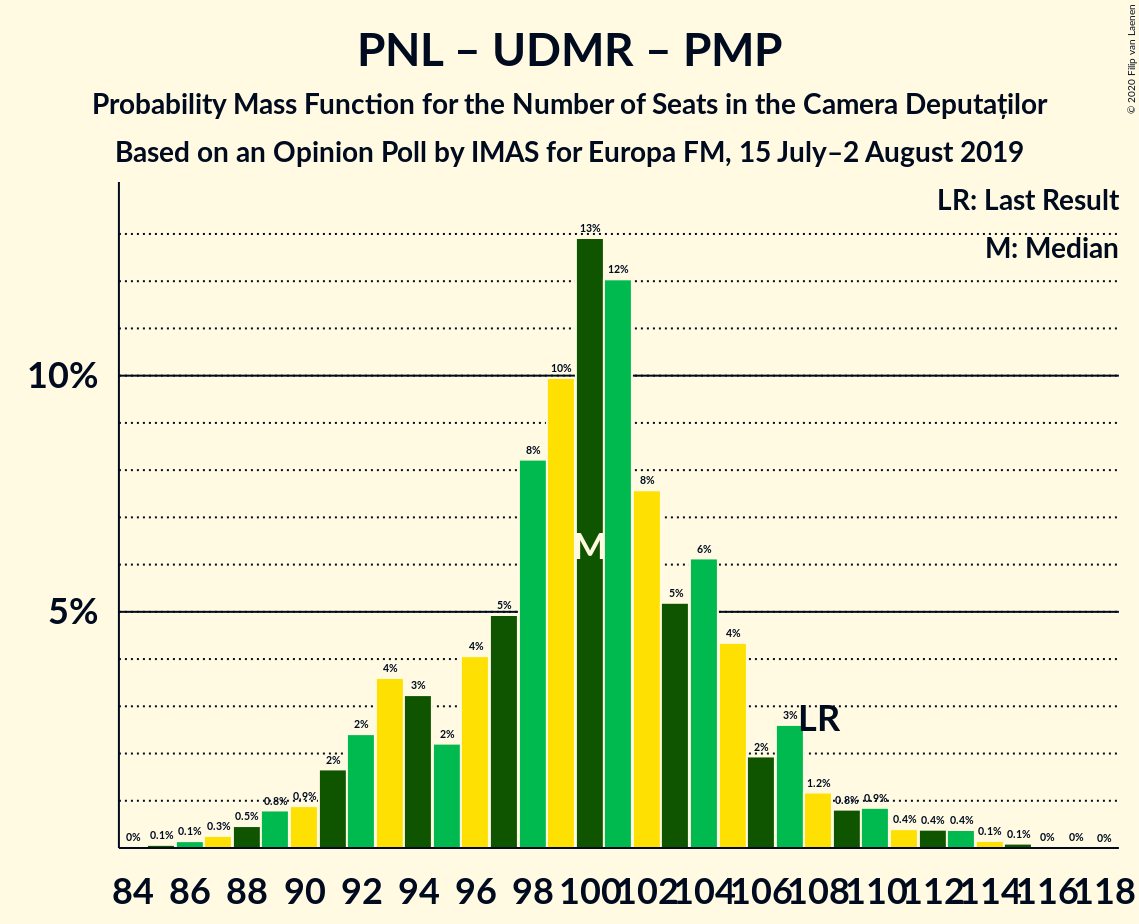 PNL – UDMR – PMP
Probability Mass Function for the Number of Seats in the Camera Deputaților
Based on an Opinion Poll by IMAS for Europa FM, 15 July–2 August 2019
© 2020 Filip van Laenen
LR: Last Result
M: Median
10%
5%
0% 0.1% 0.1% 0.3% 0.5% 0.8% 0.9% 2% 2% 4% 3% 2% 4% 5% 8% 10% 13% 12% 8% 5% 6% 4% 2% 3% 1.2% 0.8% 0.9% 0.4% 0.4% 0.4% 0.1% 0.1% 0% 0% 0%
M
LR
84 86 88 90 92 94 96 98 100 102 104 106 108 110 112 114 116 118